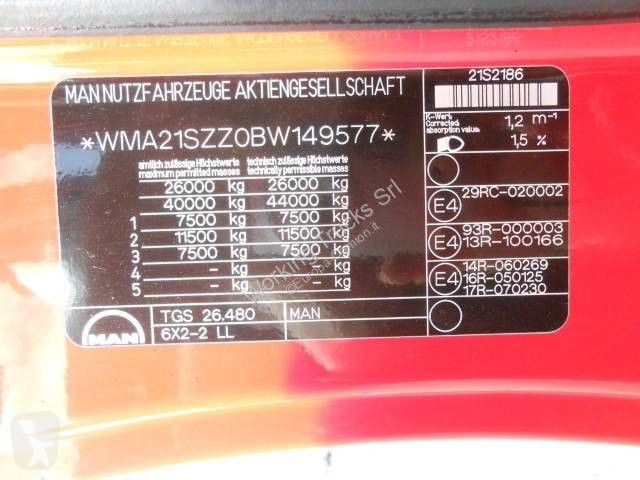 MAN NUTZFAHRZEUGE AKTIENGESELLSCHAFT
*WMA21SZZ0BW149577*
amtlich zulässige Höchstwerte technisch zulässige Höchstwerte
maximum permitted masses technically permissible masses
26000 kg 26000 kg
40000 kg 44000 kg
1 7500 kg 7500 kg
2 11500 kg 11500 kg
3 7500 kg 7500 kg
4 - kg - kg
5 - kg - kg
MAN
TGS 26.480 MAN
6X2-2 LL
21S2186
K-Wert
Corrected
absorption value
1,2 m-1
1,5 %
29RC-020002
E4
93R-000003
E4
13R-100166
14R-060269
E4
16R-050125
17R-070230
Working Trucks Srl